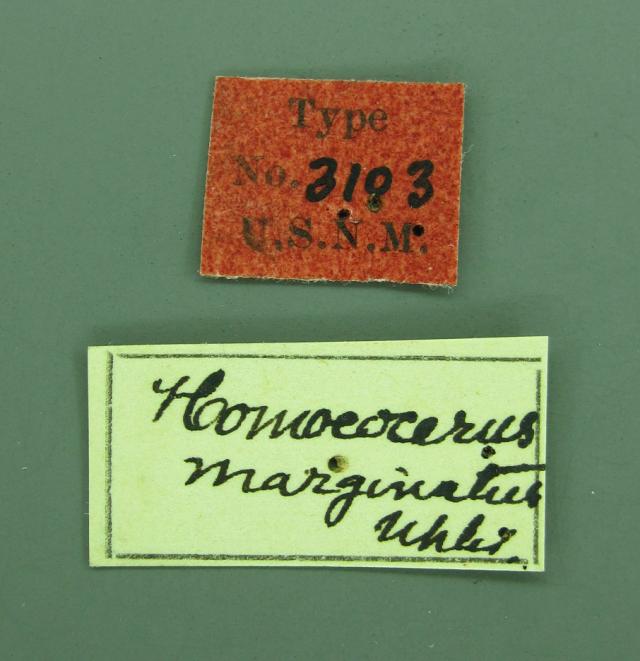 Type
No. 3103
U.S.N.M.
Homoeocerus
marginatus
Uhler.